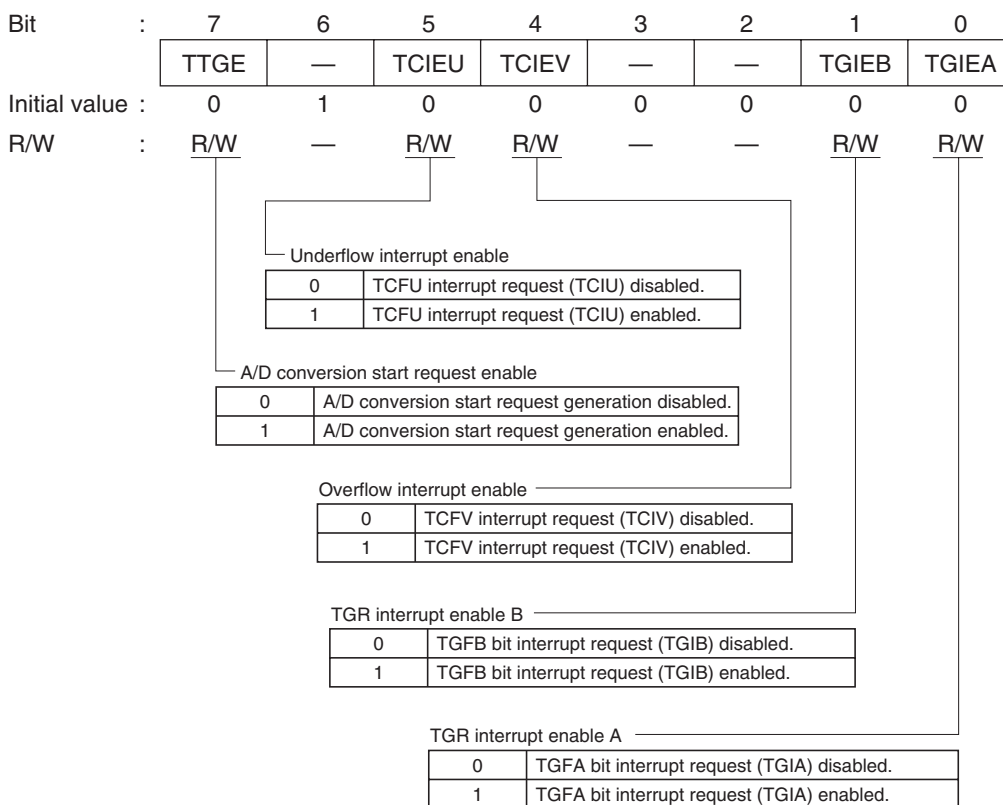 Bit : 7 6 5 4 3 2 1 0
TTGE — TCIEU TCIEV — — TGIEB TGIEA
Initial value : 0 1 0 0 0 0 0 0
R/W : R/W — R/W R/W — — R/W R/W
Underflow interrupt enable
0 TCFU interrupt request (TCIU) disabled.
1 TCFU interrupt request (TCIU) enabled.
A/D conversion start request enable
0 A/D conversion start request generation disabled.
1 A/D conversion start request generation enabled.
Overflow interrupt enable
0 TCFV interrupt request (TCIV) disabled.
1 TCFV interrupt request (TCIV) enabled.
TGR interrupt enable B
0 TGFB bit interrupt request (TGIB) disabled.
1 TGFB bit interrupt request (TGIB) enabled.
TGR interrupt enable A
0 TGFA bit interrupt request (TGIA) disabled.
1 TGFA bit interrupt request (TGIA) enabled.